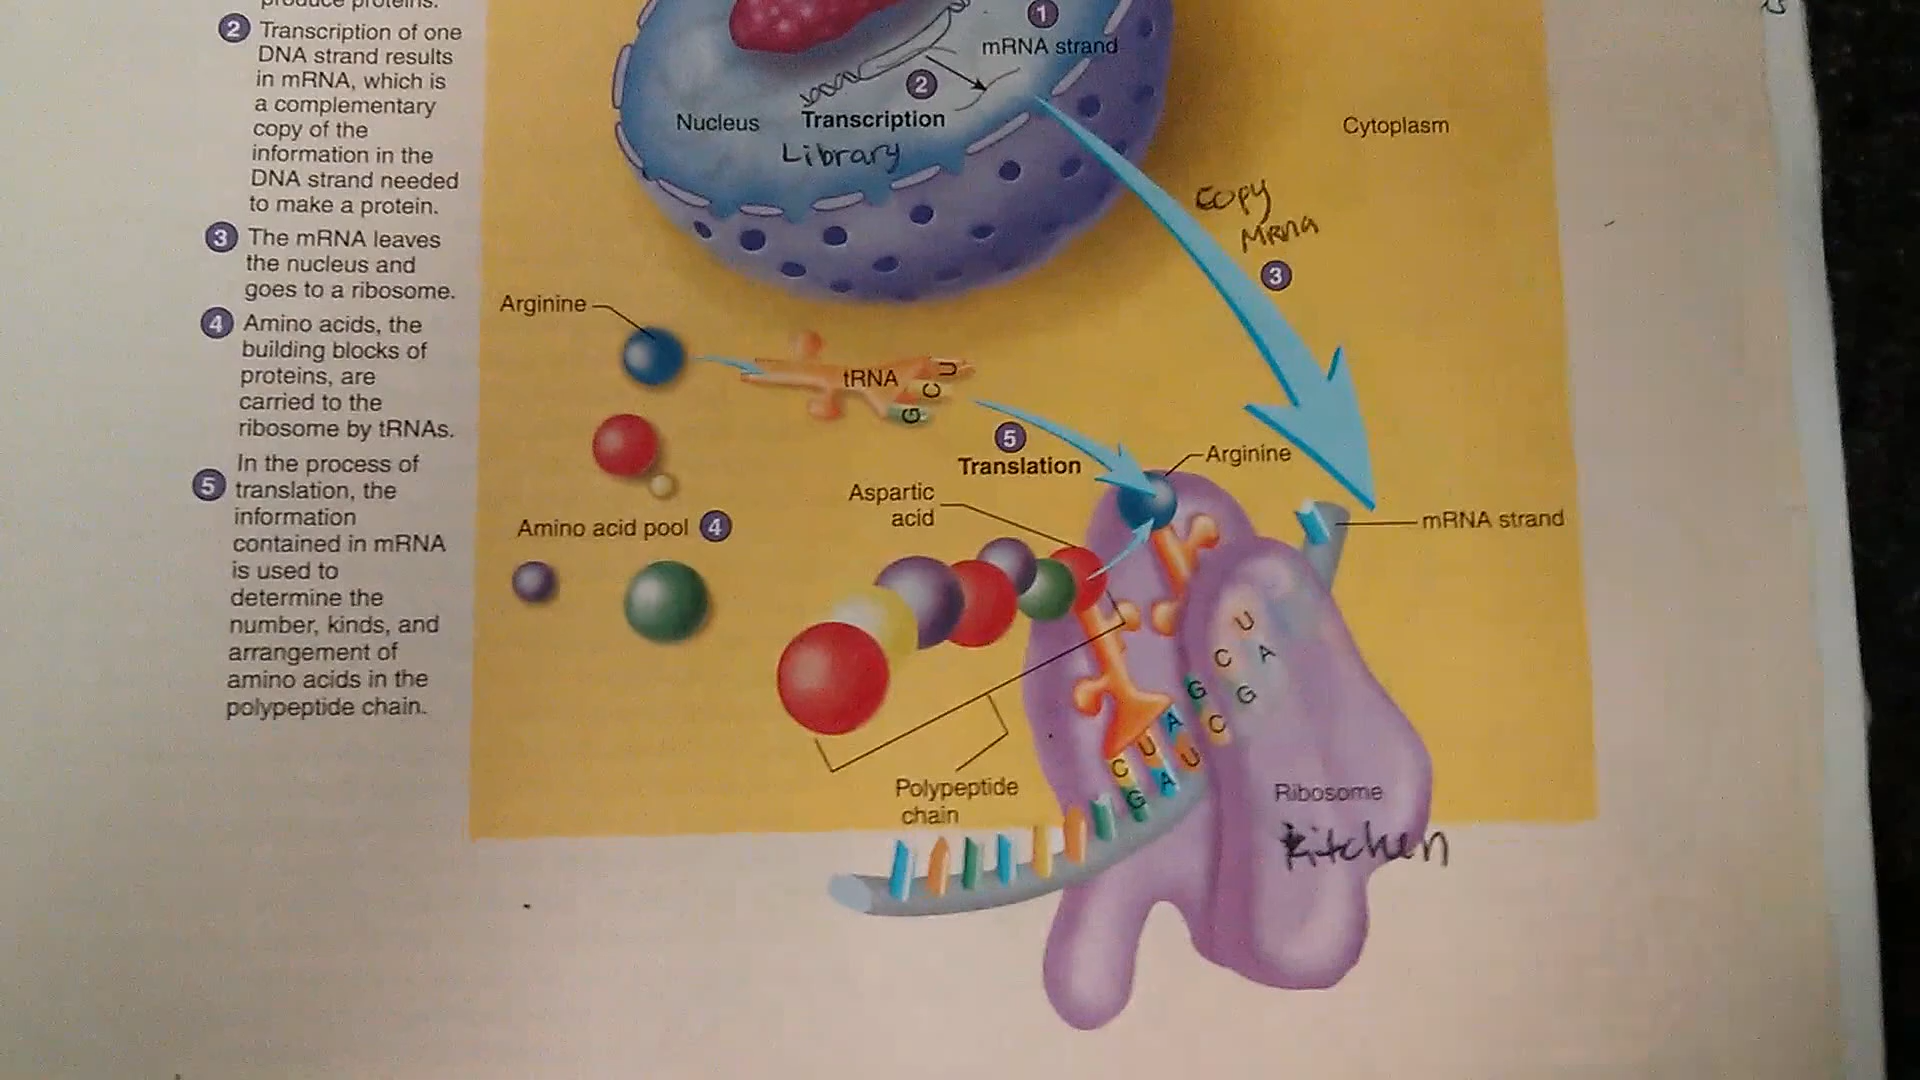 produce proteins.
2 Transcription of one
DNA strand results
in mRNA, which is
a complementary
copy of the
information in the
DNA strand needed
to make a protein.
3 The mRNA leaves
the nucleus and
goes to a ribosome.
4 Amino acids, the
building blocks of
proteins, are
carried to the
ribosome by tRNAs.
5 In the process of
translation, the
information
contained in mRNA
is used to
determine the
number, kinds, and
arrangement of
amino acids in the
polypeptide chain.
1
mRNA strand
2
Nucleus
Transcription
Library
Cytoplasm
Copy
Mrna
3
Arginine
tRNA
G C U
5
Translation
Arginine
Aspartic
acid
mRNA strand
Amino acid pool 4
C U A G C U
G A U C G A
Polypeptide
chain
Ribosome
kitchen